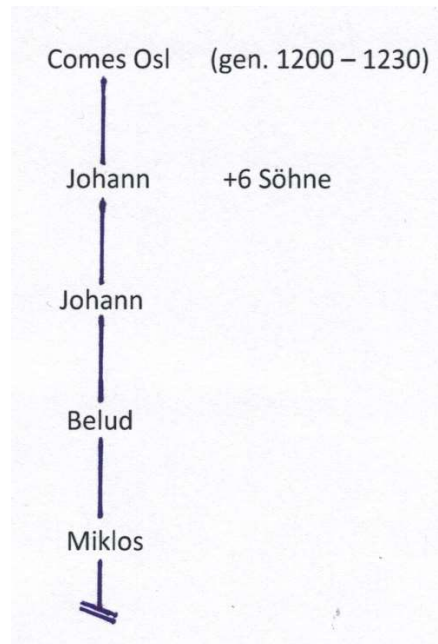 Comes Osl (gen. 1200 – 1230)
Johann +6 Söhne
Johann
Belud
Miklos